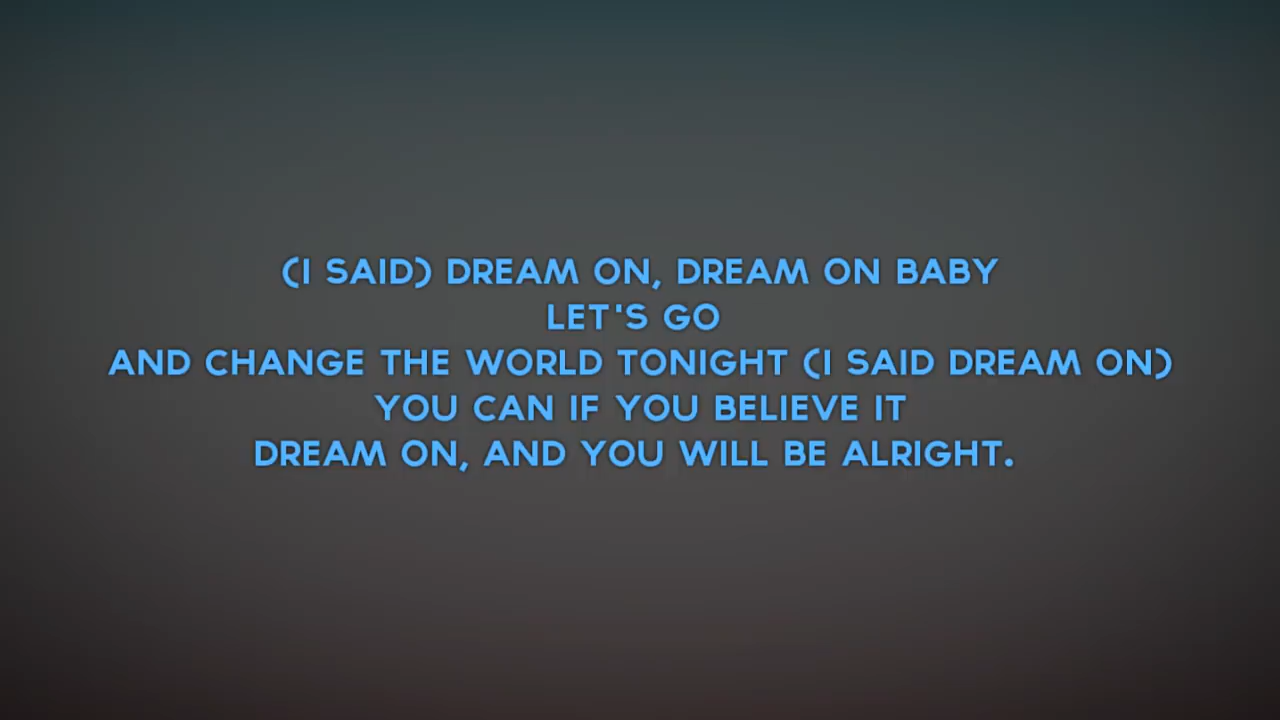 (I SAID) DREAM ON, DREAM ON BABY
LET'S GO
AND CHANGE THE WORLD TONIGHT (I SAID DREAM ON)
YOU CAN IF YOU BELIEVE IT
DREAM ON, AND YOU WILL BE ALRIGHT.